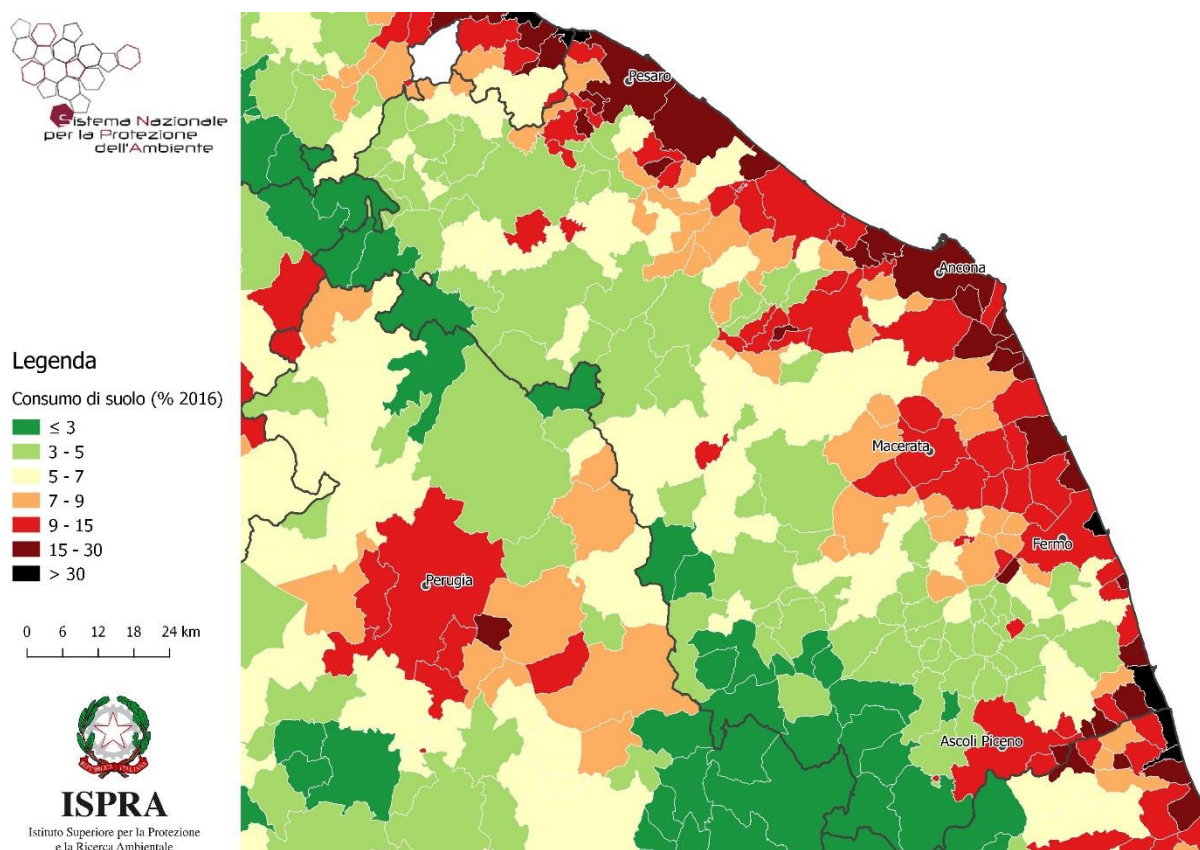 Sistema Nazionale
per la Protezione
dell'Ambiente
Legenda
Consumo di suolo (% 2016)
≤ 3
3 - 5
5 - 7
7 - 9
9 - 15
15 - 30
> 30
0 6 12 18 24 km
ISPRA
Istituto Superiore per la Protezione
e la Ricerca Ambientale
Pesaro
Ancona
Macerata
Fermo
Perugia
Ascoli Piceno